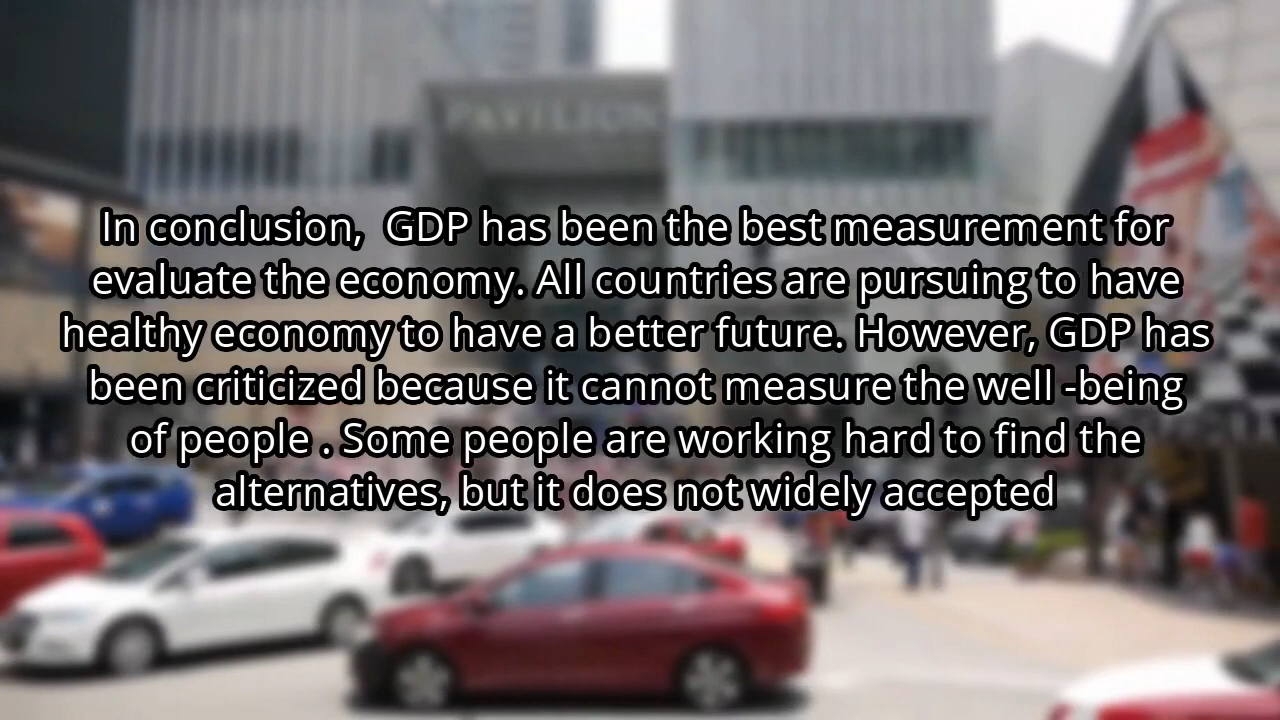 PAVILION
In conclusion,  GDP has been the best measurement for
evaluate the economy. All countries are pursuing to have
healthy economy to have a better future. However, GDP has
been criticized because it cannot measure the well -being
of people . Some people are working hard to find the
alternatives, but it does not widely accepted